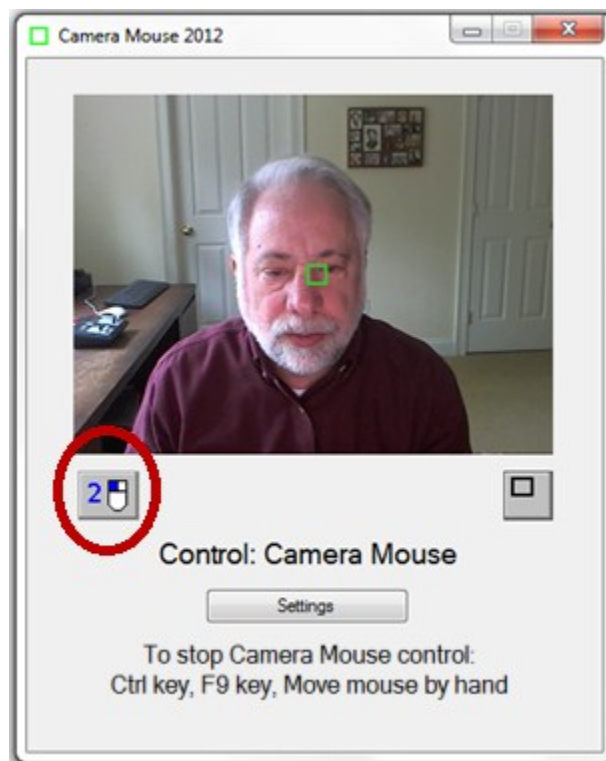 Camera Mouse 2012
2
Control: Camera Mouse
Settings
To stop Camera Mouse control:
Ctrl key, F9 key, Move mouse by hand